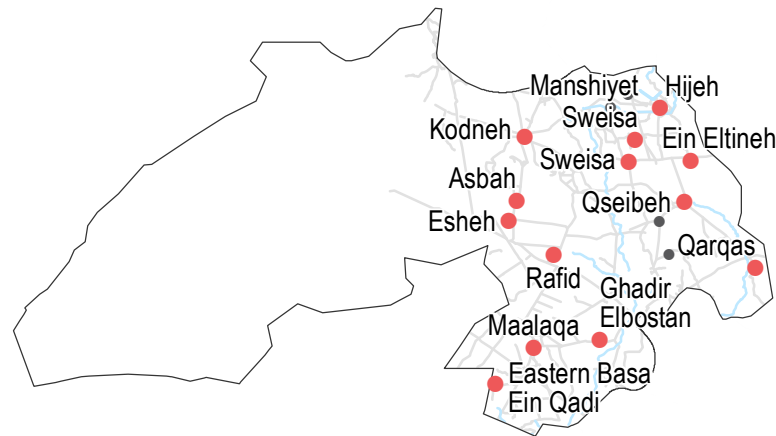 Manshiyet
Hijeh
Sweisa
Kodneh
Ein Eltineh
Sweisa
Asbah
Qseibeh
Esheh
Qarqas
Rafid
Ghadir
Elbostan
Maalaqa
Eastern Basa
Ein Qadi